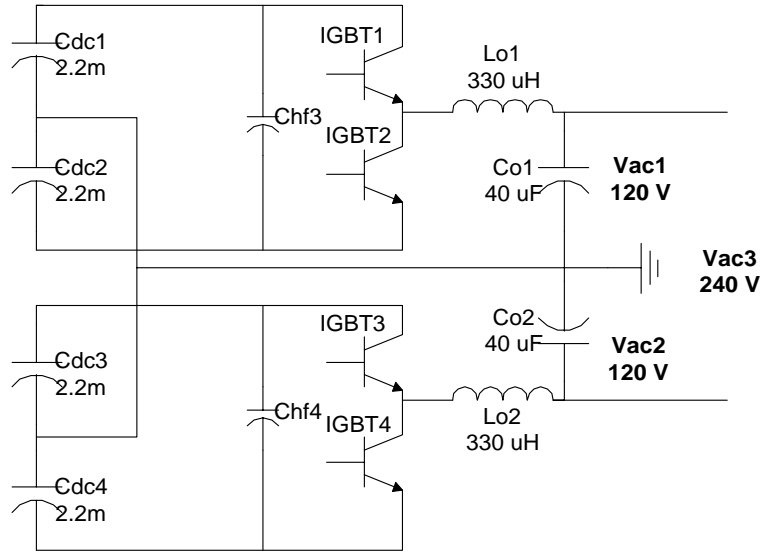 Cdc1
2.2m
IGBT1
Lo1
330 uH
Chf3
IGBT2
Cdc2
2.2m
Co1
40 uF
Vac1
120 V
Vac3
240 V
IGBT3
Co2
40 uF
Vac2
120 V
Cdc3
2.2m
Chf4
IGBT4
Lo2
330 uH
Cdc4
2.2m